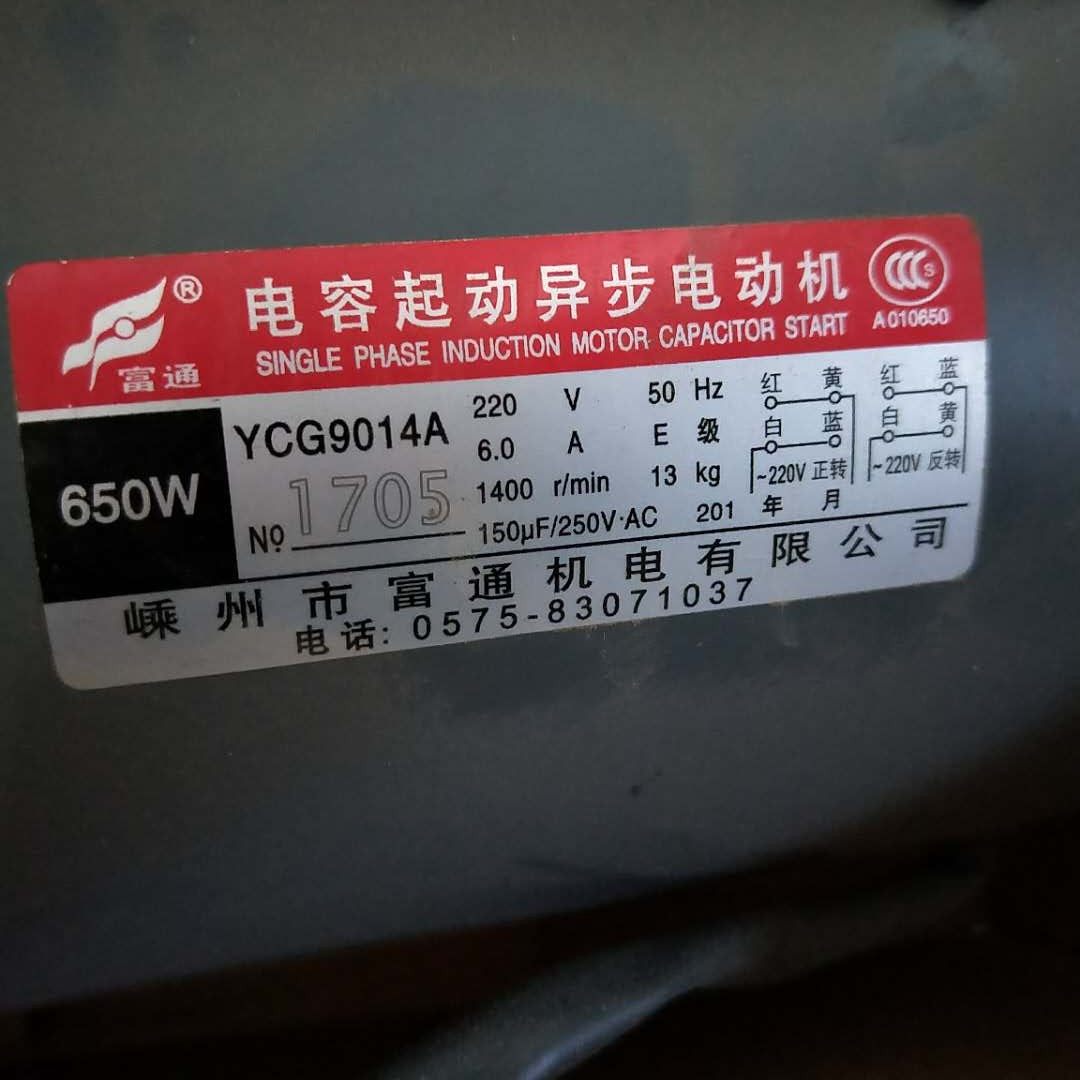 富通®
电容起动异步电动机
SINGLE PHASE INDUCTION MOTOR CAPACITOR START
CCC S
A010650
650W
YCG9014A
№ 1705
220 V 50 Hz
6.0 A E 级
1400 r/min 13 kg
150μF/250V·AC 201 年 月
红 黄
白 蓝
~220V 正转
红 蓝
白 黄
~220V 反转
嵊州市富通机电有限公司
电话: 0575-83071037